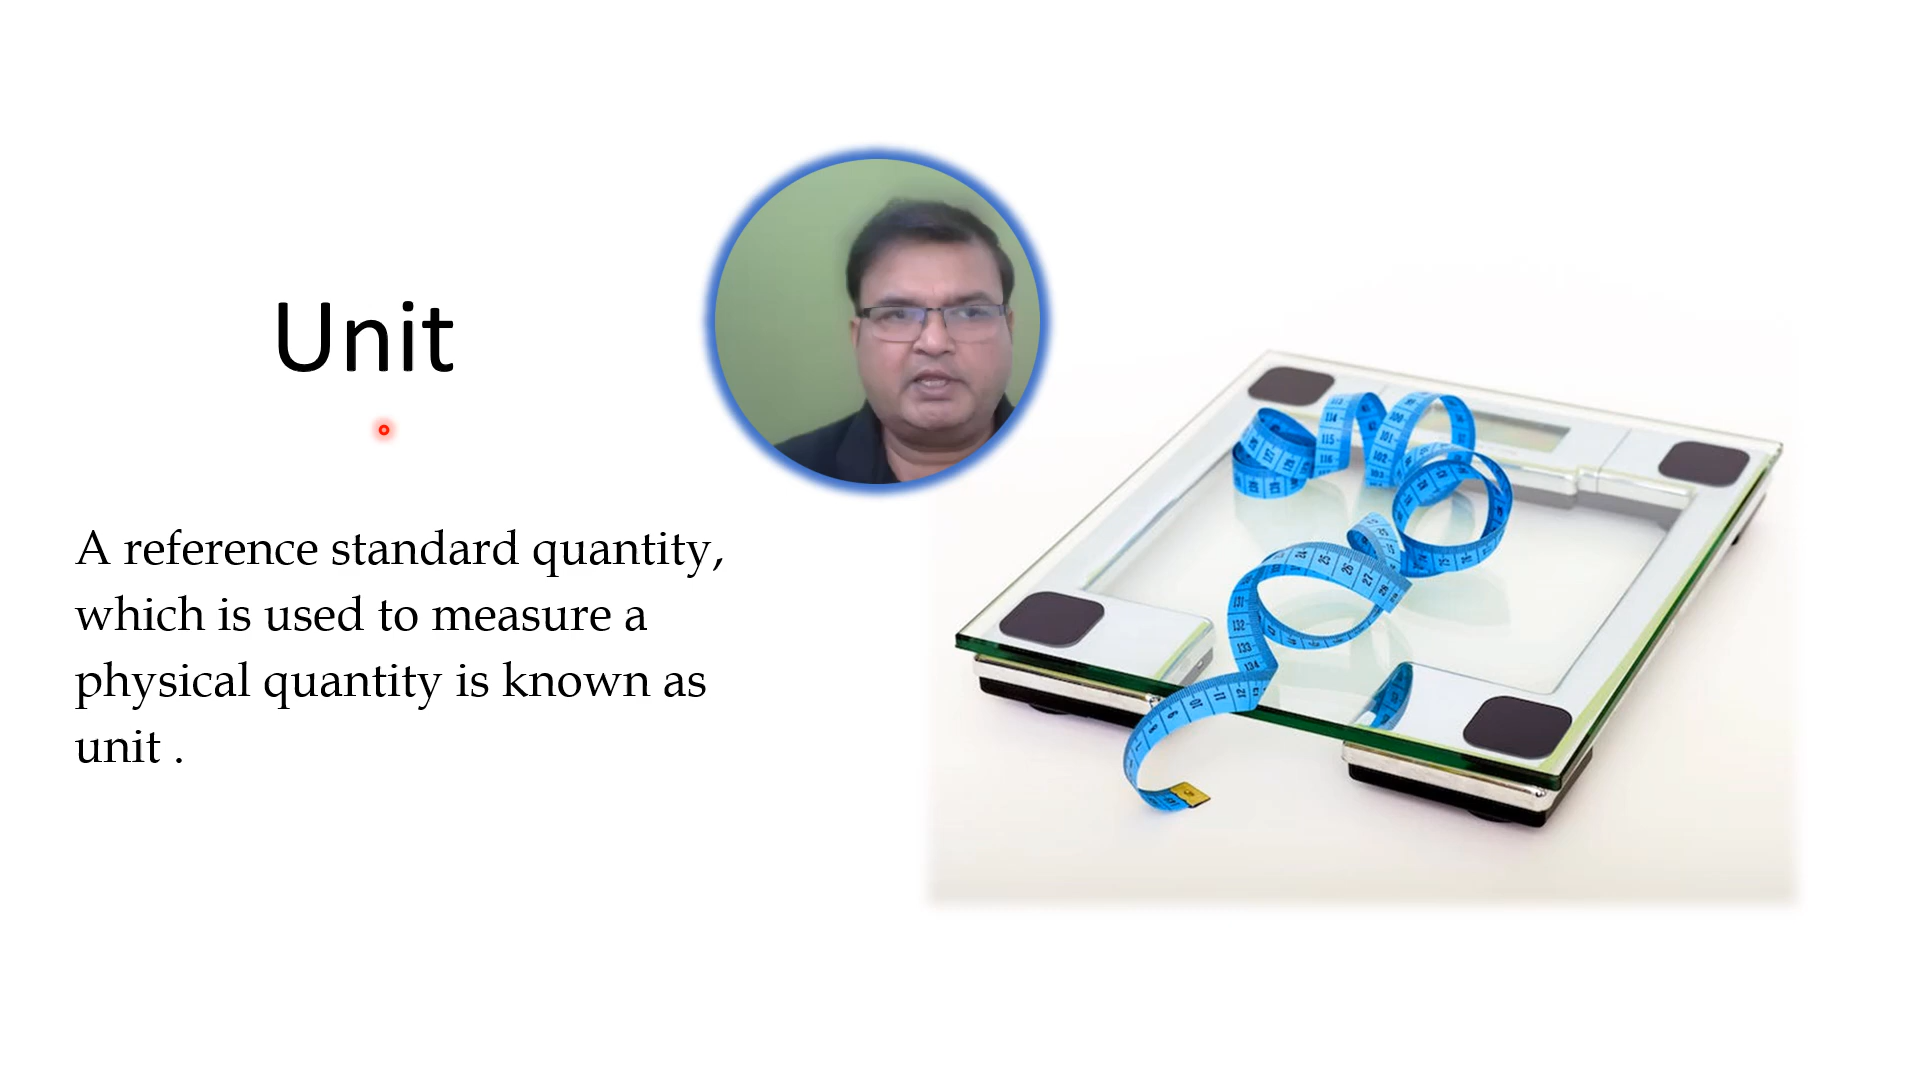 Unit
A reference standard quantity,
which is used to measure a
physical quantity is known as
unit .